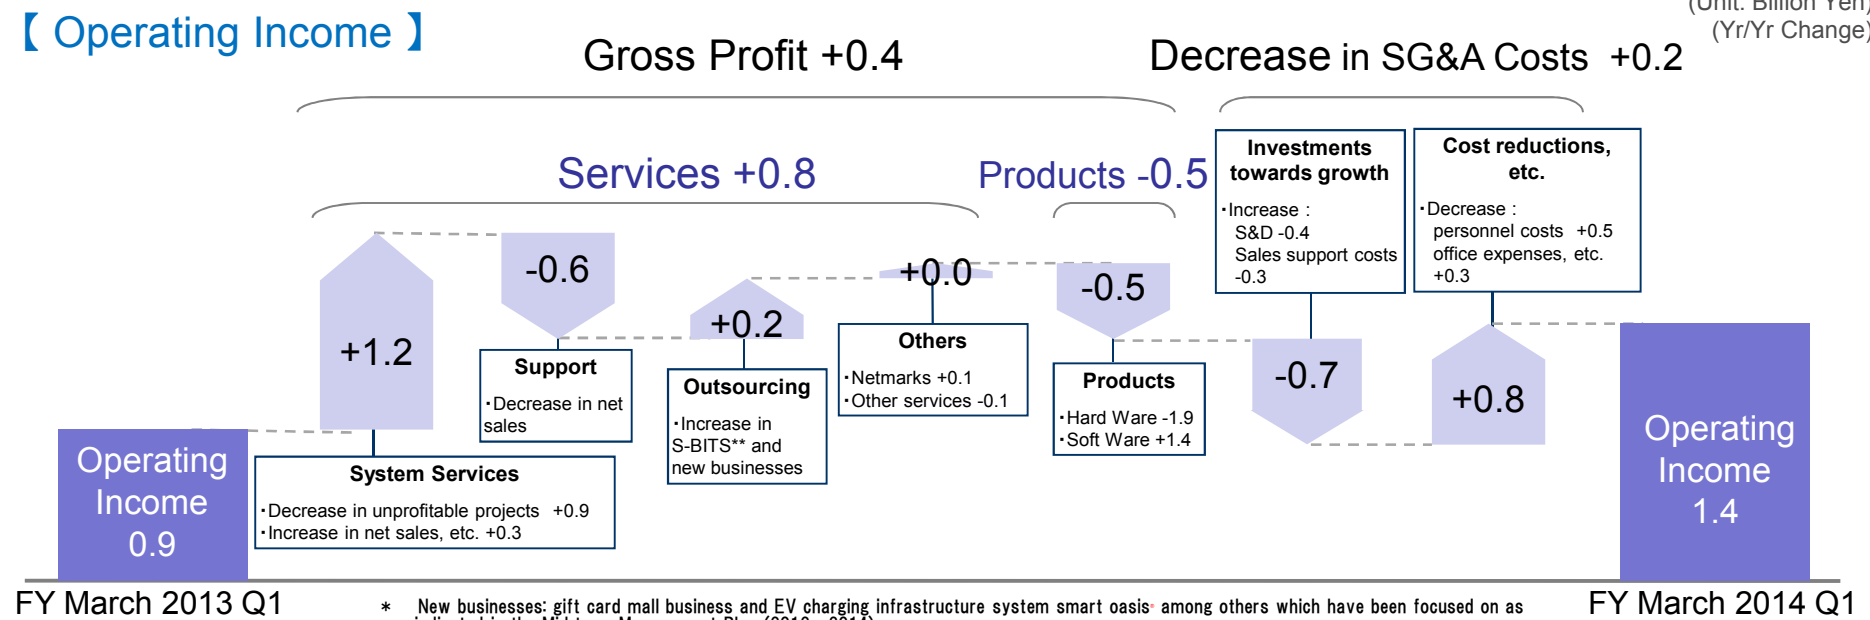 (Unit: Billion Yen)
(Yr/Yr Change)
【 Operating Income 】
Gross Profit +0.4
Decrease in SG&A Costs +0.2
Services +0.8
Products -0.5
Investments
towards growth
・Increase :
S&D -0.4
Sales support costs
-0.3
Cost reductions,
etc.
・Decrease :
personnel costs +0.5
office expenses, etc.
+0.3
+1.2
-0.6
+0.2
+0.0
-0.5
-0.7
+0.8
System Services
・Decrease in unprofitable projects +0.9
・Increase in net sales, etc. +0.3
Support
・Decrease in net
sales
Outsourcing
・Increase in
S-BITS** and
new businesses
Others
・Netmarks +0.1
・Other services -0.1
Products
・Hard Ware -1.9
・Soft Ware +1.4
Operating
Income
0.9
Operating
Income
1.4
FY March 2013 Q1
FY March 2014 Q1
* New businesses: gift card mall business and EV charging infrastructure system smart oasis among others which have been focused on as